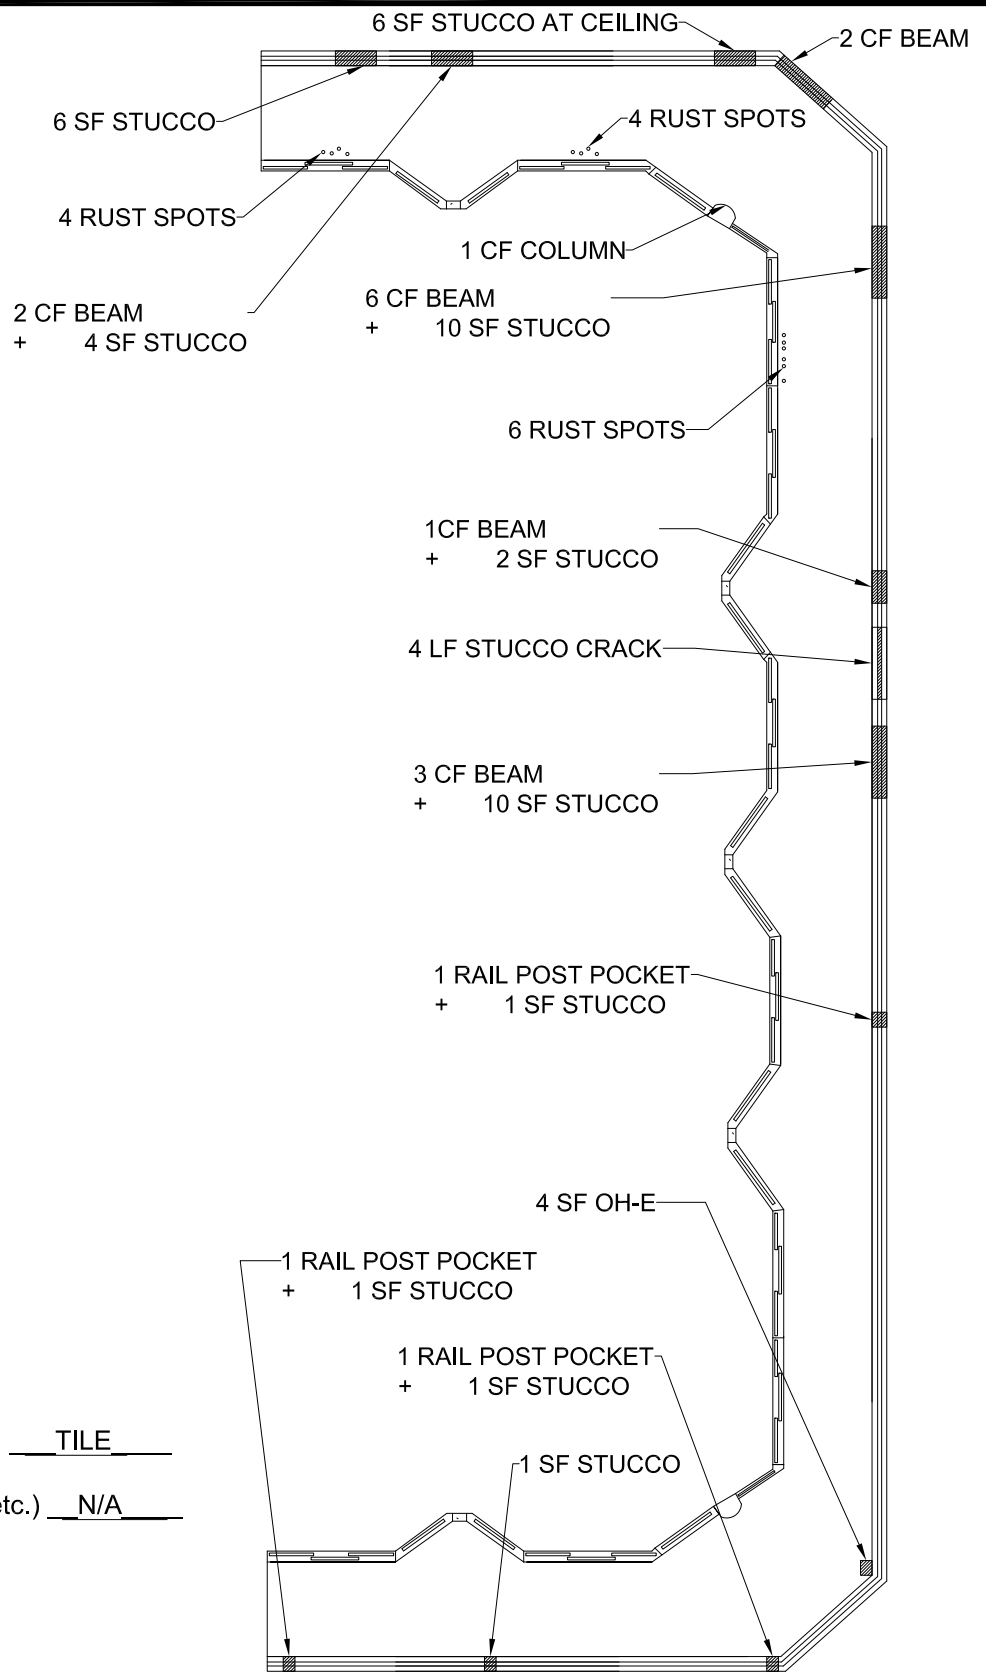 6 SF STUCCO AT CEILING
2 CF BEAM
6 SF STUCCO
4 RUST SPOTS
4 RUST SPOTS
1 CF COLUMN
2 CF BEAM
+ 4 SF STUCCO
6 CF BEAM
+ 10 SF STUCCO
6 RUST SPOTS
1CF BEAM
+ 2 SF STUCCO
4 LF STUCCO CRACK
3 CF BEAM
+ 10 SF STUCCO
1 RAIL POST POCKET
+ 1 SF STUCCO
4 SF OH-E
1 RAIL POST POCKET
+ 1 SF STUCCO
1 RAIL POST POCKET
+ 1 SF STUCCO
TILE
1 SF STUCCO
etc.) N/A